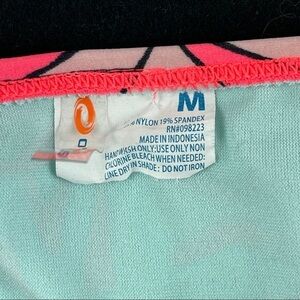 M
NYLON 19% SPANDEX
RN#098223
MADE IN INDONESIA
HAND WASH ONLY:USE ONLY NON
CHLORINE BLEACH WHEN NEEDED:
LINE DRY IN SHADE: DO NOT IRON